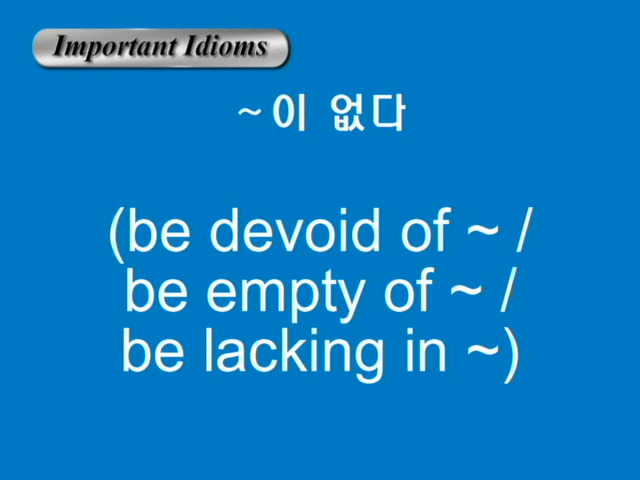 Important Idioms
~이 없다
(be devoid of ~ /
be empty of ~ /
be lacking in ~)